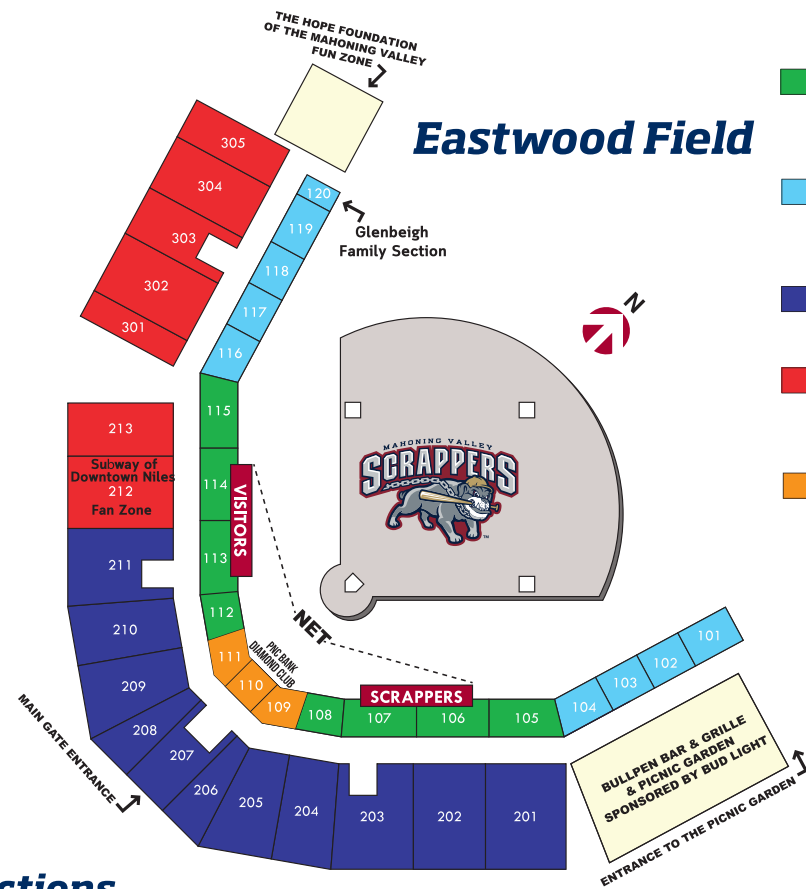 THE HOPE FOUNDATION
OF THE MAHONING VALLEY
FUN ZONE
Eastwood Field
305
304
303
302
301
120
119
118
117
116
Glenbeigh
Family Section
N
115
114
113
112
VISITORS
213
Subway of
Downtown Niles
212
Fan Zone
211
210
209
208
207
206
205
204
203
202
201
MAHONING VALLEY
SCRAPPERS
TM
NET
PNC BANK
DIAMOND CLUB
111
110
109
108
107
106
105
SCRAPPERS
104
103
102
101
MAIN GATE ENTRANCE
BULLPEN BAR & GRILLE
& PICNIC GARDEN
SPONSORED BY BUD LIGHT
ENTRANCE TO THE PICNIC GARDEN